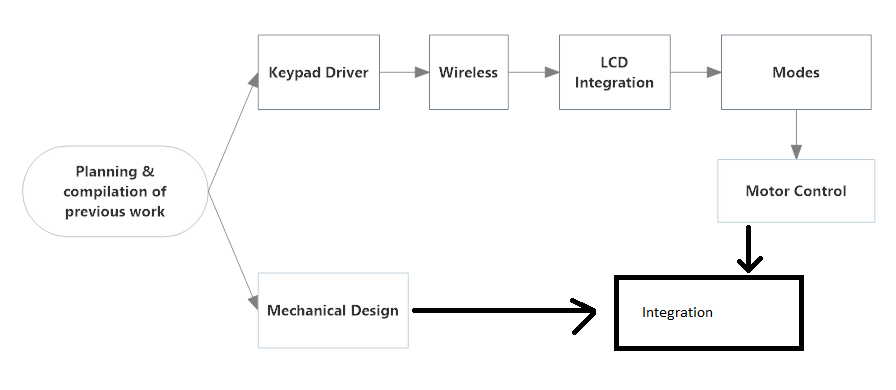 Keypad Driver
Wireless
LCD
Integration
Modes
Planning &
compilation of
previous work
Motor Control
Mechanical Design
Integration